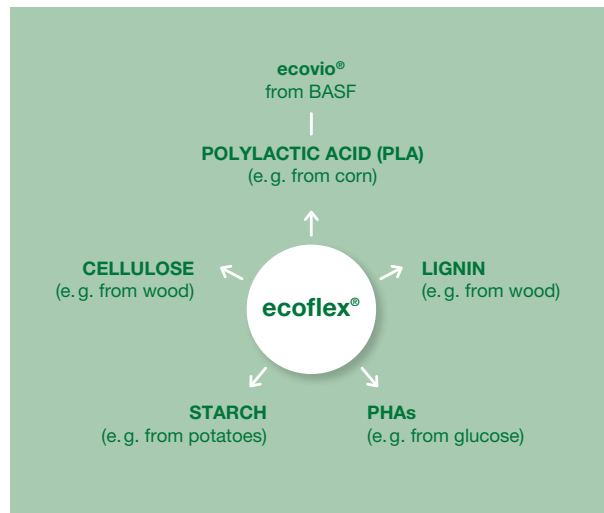 ecovio®
from BASF
POLYLACTIC ACID (PLA)
(e. g. from corn)
CELLULOSE
(e. g. from wood)
LIGNIN
(e. g. from wood)
ecoflex®
STARCH
(e. g. from potatoes)
PHAs
(e. g. from glucose)